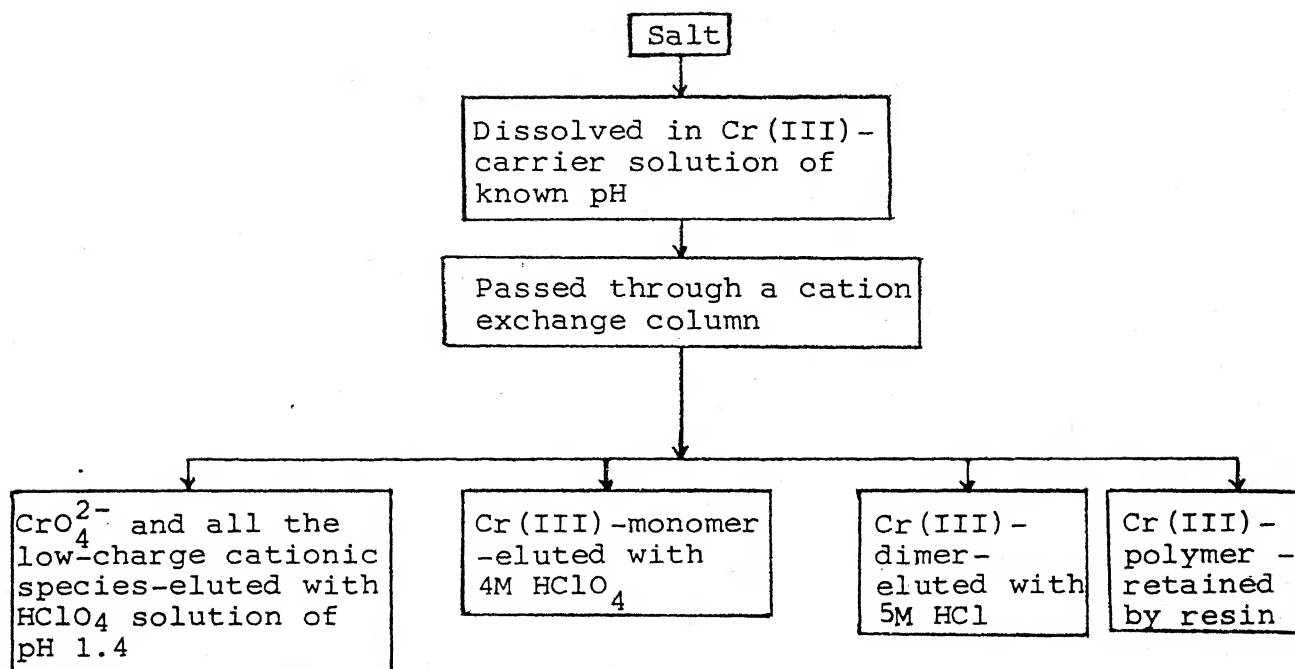 Salt
Dissolved in Cr(III)-
carrier solution of
known pH
Passed through a cation
exchange column
CrO₄²⁻ and all the
low-charge cationic
species-eluted with
HClO₄ solution of
pH 1.4
Cr(III)-monomer
-eluted with
4M HClO₄
Cr(III)-
dimer-
eluted with
5M HCl
Cr(III)-
polymer -
retained
by resin